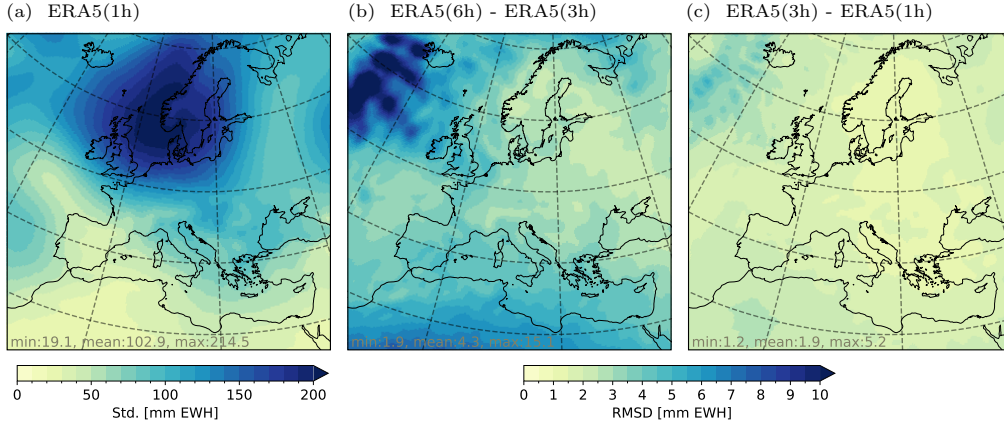 (a) ERA5(1h)
(b) ERA5(6h) - ERA5(3h)
(c) ERA5(3h) - ERA5(1h)
min:19.1, mean:102.9, max:214.5
min:1.9, mean:4.3, max:15.1
min:1.2, mean:1.9, max:5.2
0 50 100 150 200
Std. [mm EWH]
0 1 2 3 4 5 6 7 8 9 10
RMSD [mm EWH]